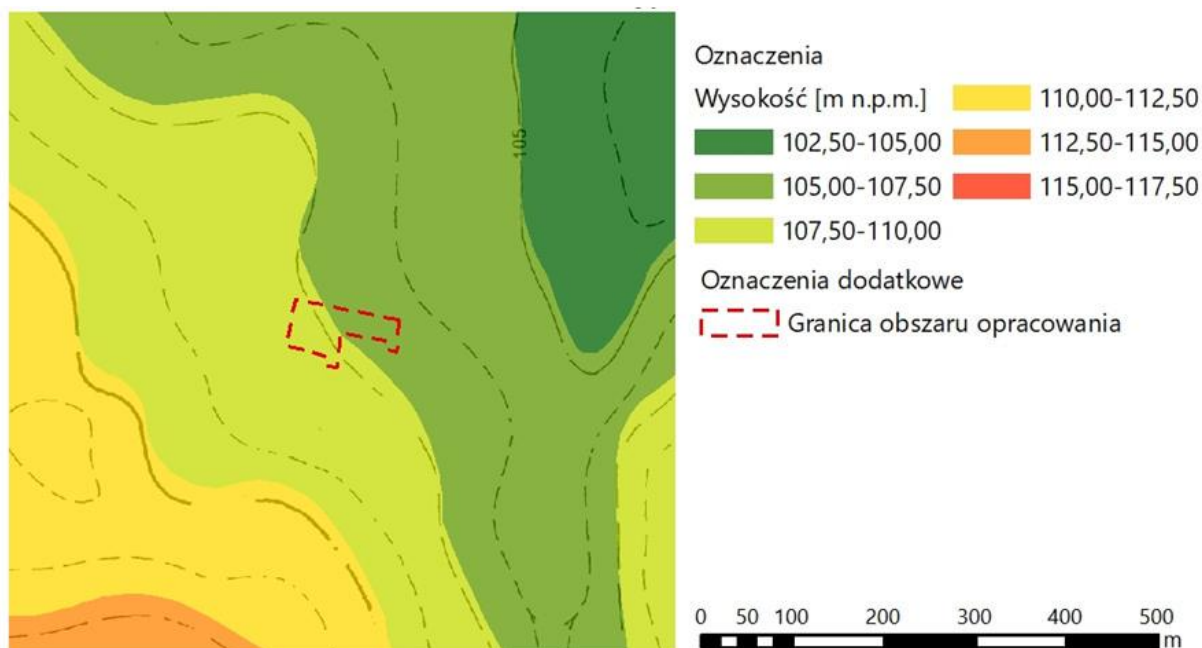 105
Oznaczenia
Wysokość [m n.p.m.]
102,50-105,00
105,00-107,50
107,50-110,00
110,00-112,50
112,50-115,00
115,00-117,50
Oznaczenia dodatkowe
Granica obszaru opracowania
0 50 100 200 300 400 500
m